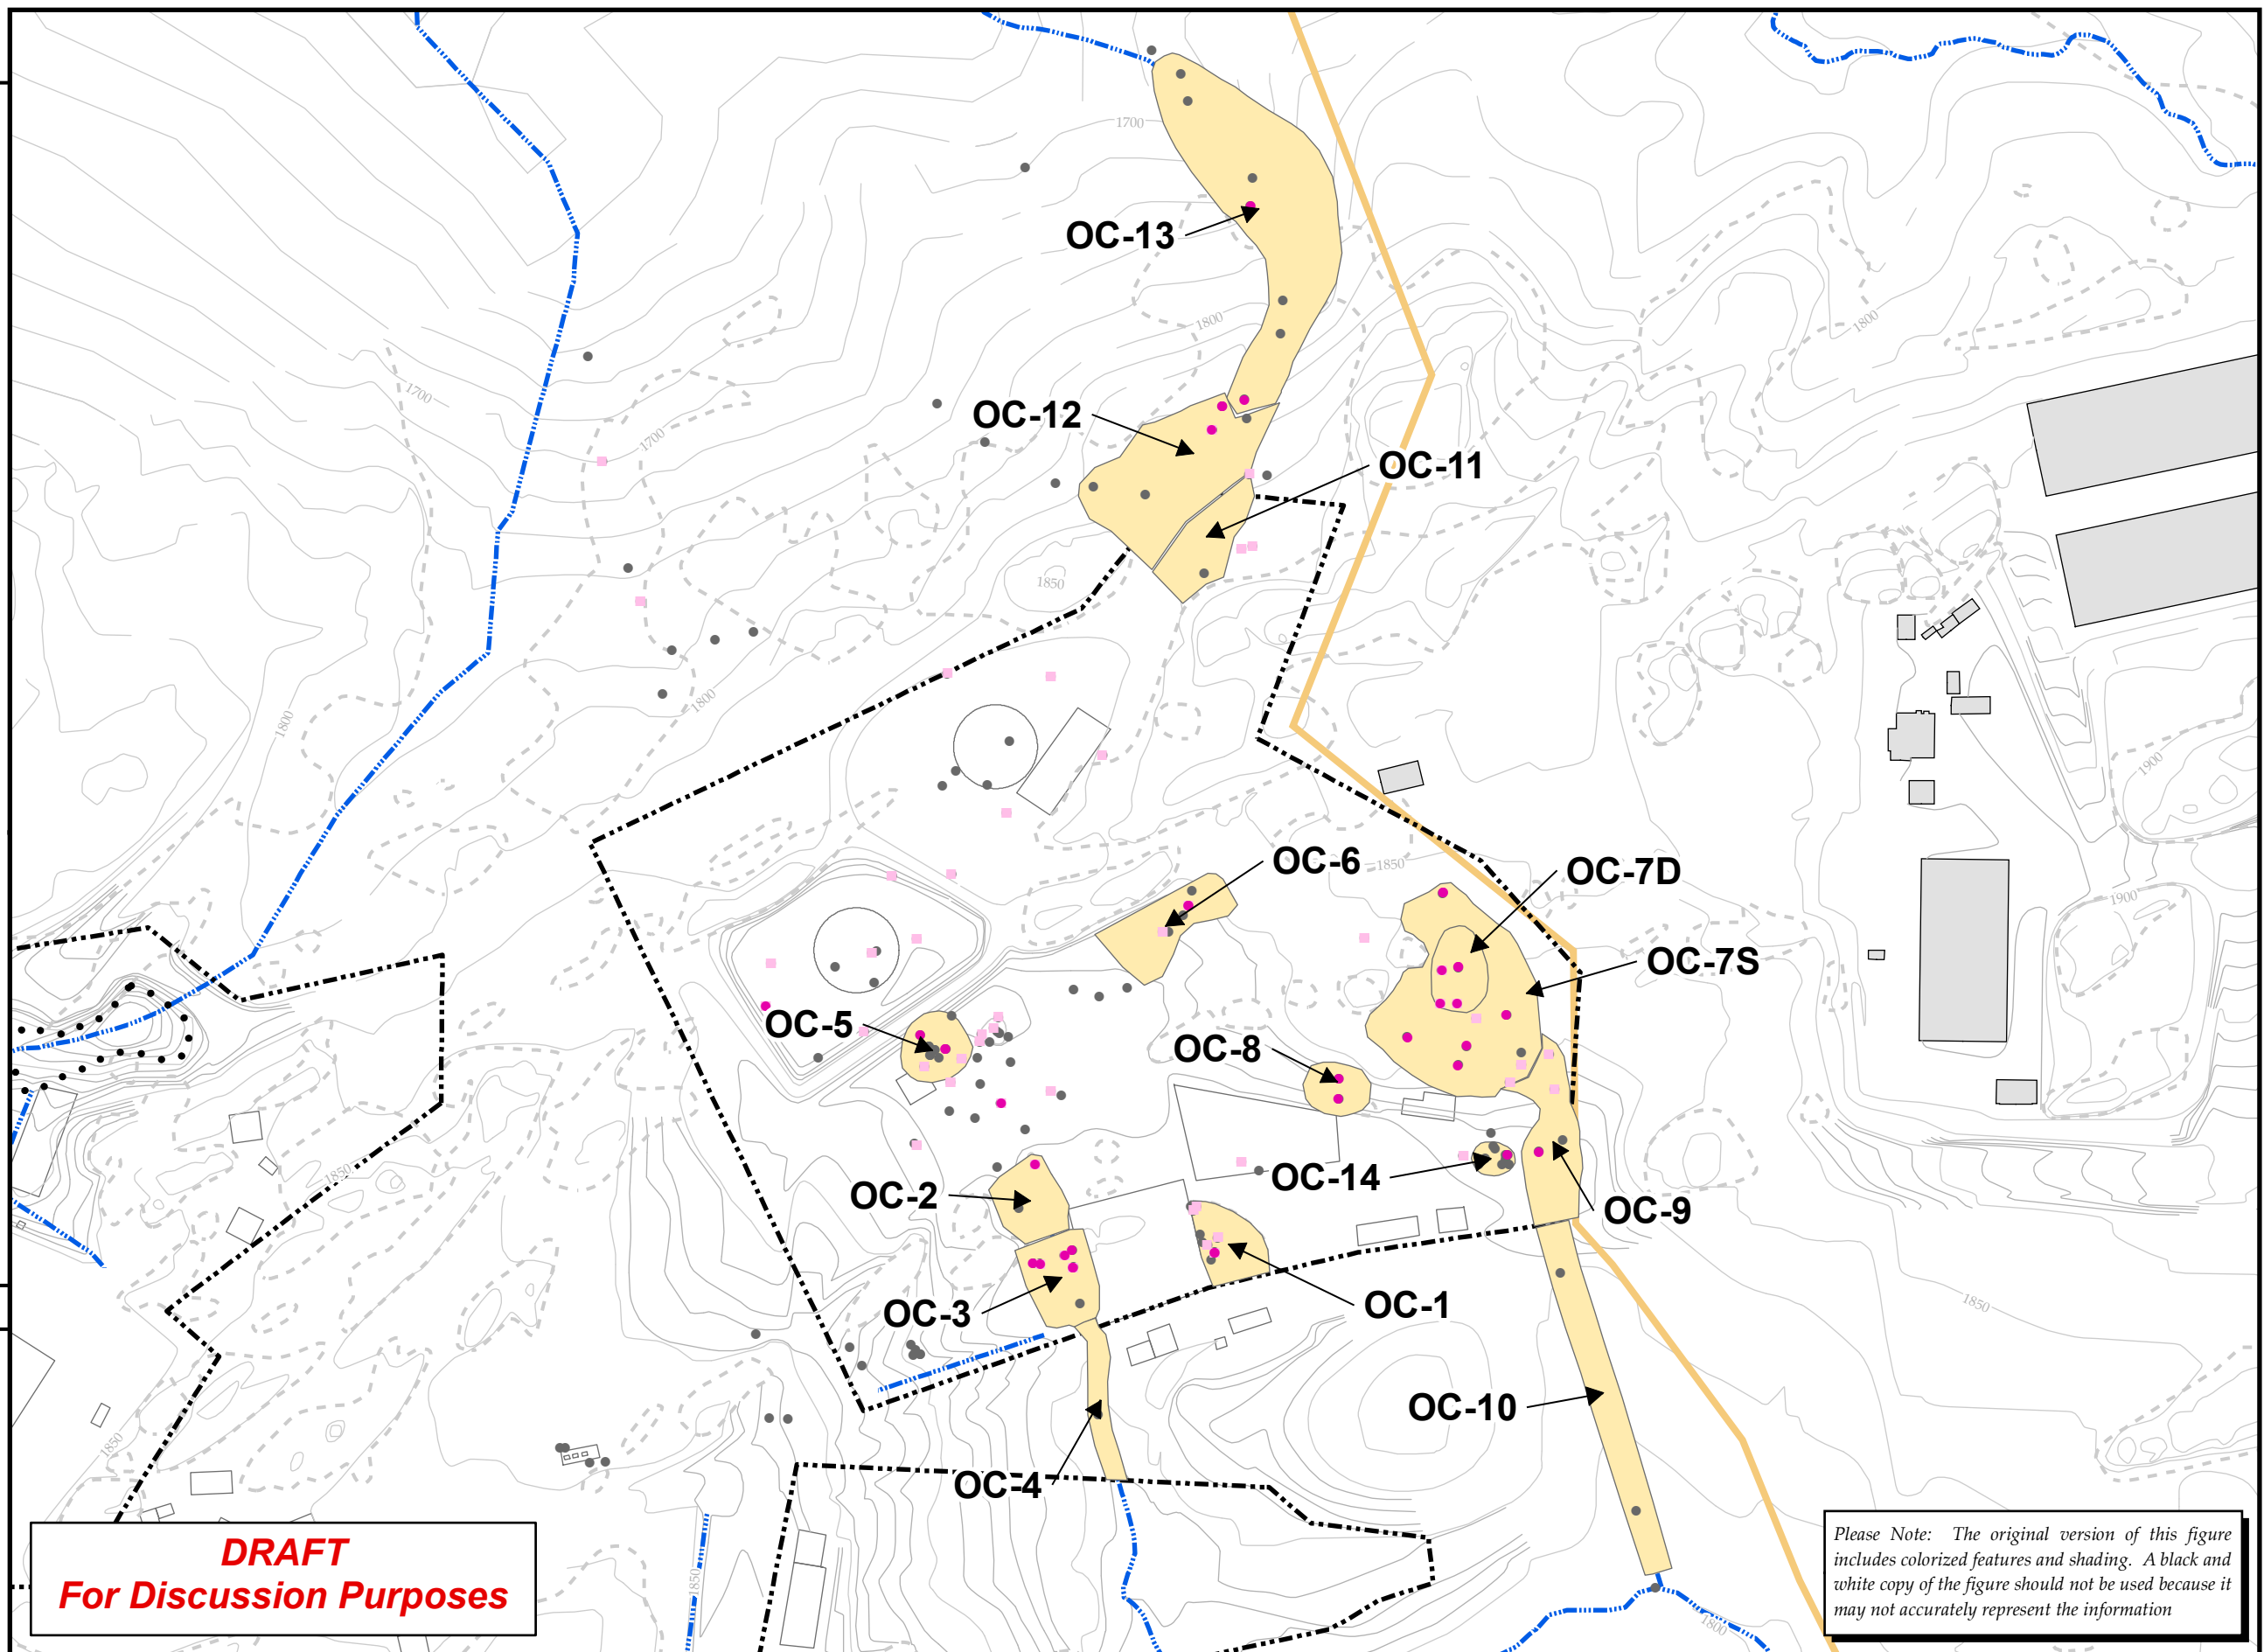 1700
OC-13
1800
1800
1700
OC-12
1700
OC-11
1850
1800
1800
1900
OC-6
1850
OC-7D
1900
OC-7S
OC-5
OC-8
1850
OC-14
OC-2
OC-9
OC-3
OC-1
1850
OC-10
1850
OC-4
1850
1800
DRAFT
For Discussion Purposes
Please Note: The original version of this figure
includes colorized features and shading. A black and
white copy of the figure should not be used because it
may not accurately represent the information